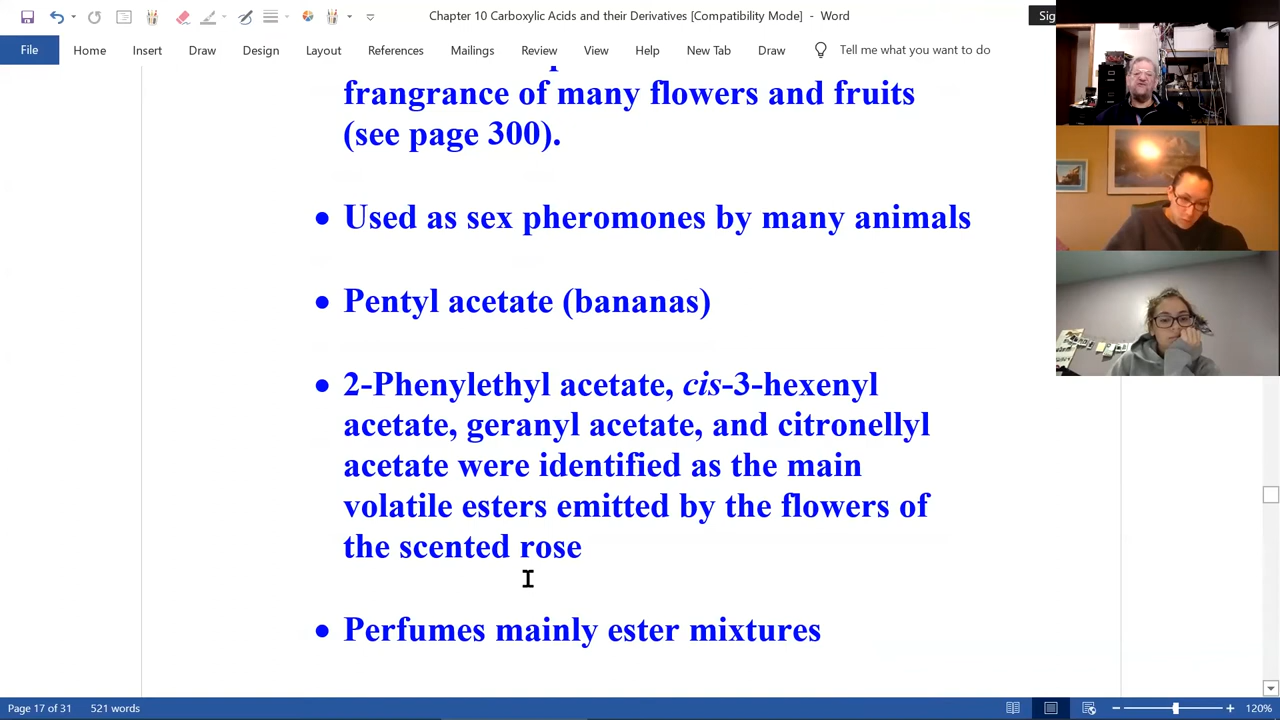 Chapter 10 Carboxylic Acids and their Derivatives [Compatibility Mode] - Word
File Home Insert Draw Design Layout References Mailings Review View Help New Tab Draw Tell me what you want to do
frangrance of many flowers and fruits
(see page 300).
• Used as sex pheromones by many animals
• Pentyl acetate (bananas)
• 2-Phenylethyl acetate, cis-3-hexenyl
acetate, geranyl acetate, and citronellyl
acetate were identified as the main
volatile esters emitted by the flowers of
the scented rose
• Perfumes mainly ester mixtures
Page 17 of 31 521 words 120%